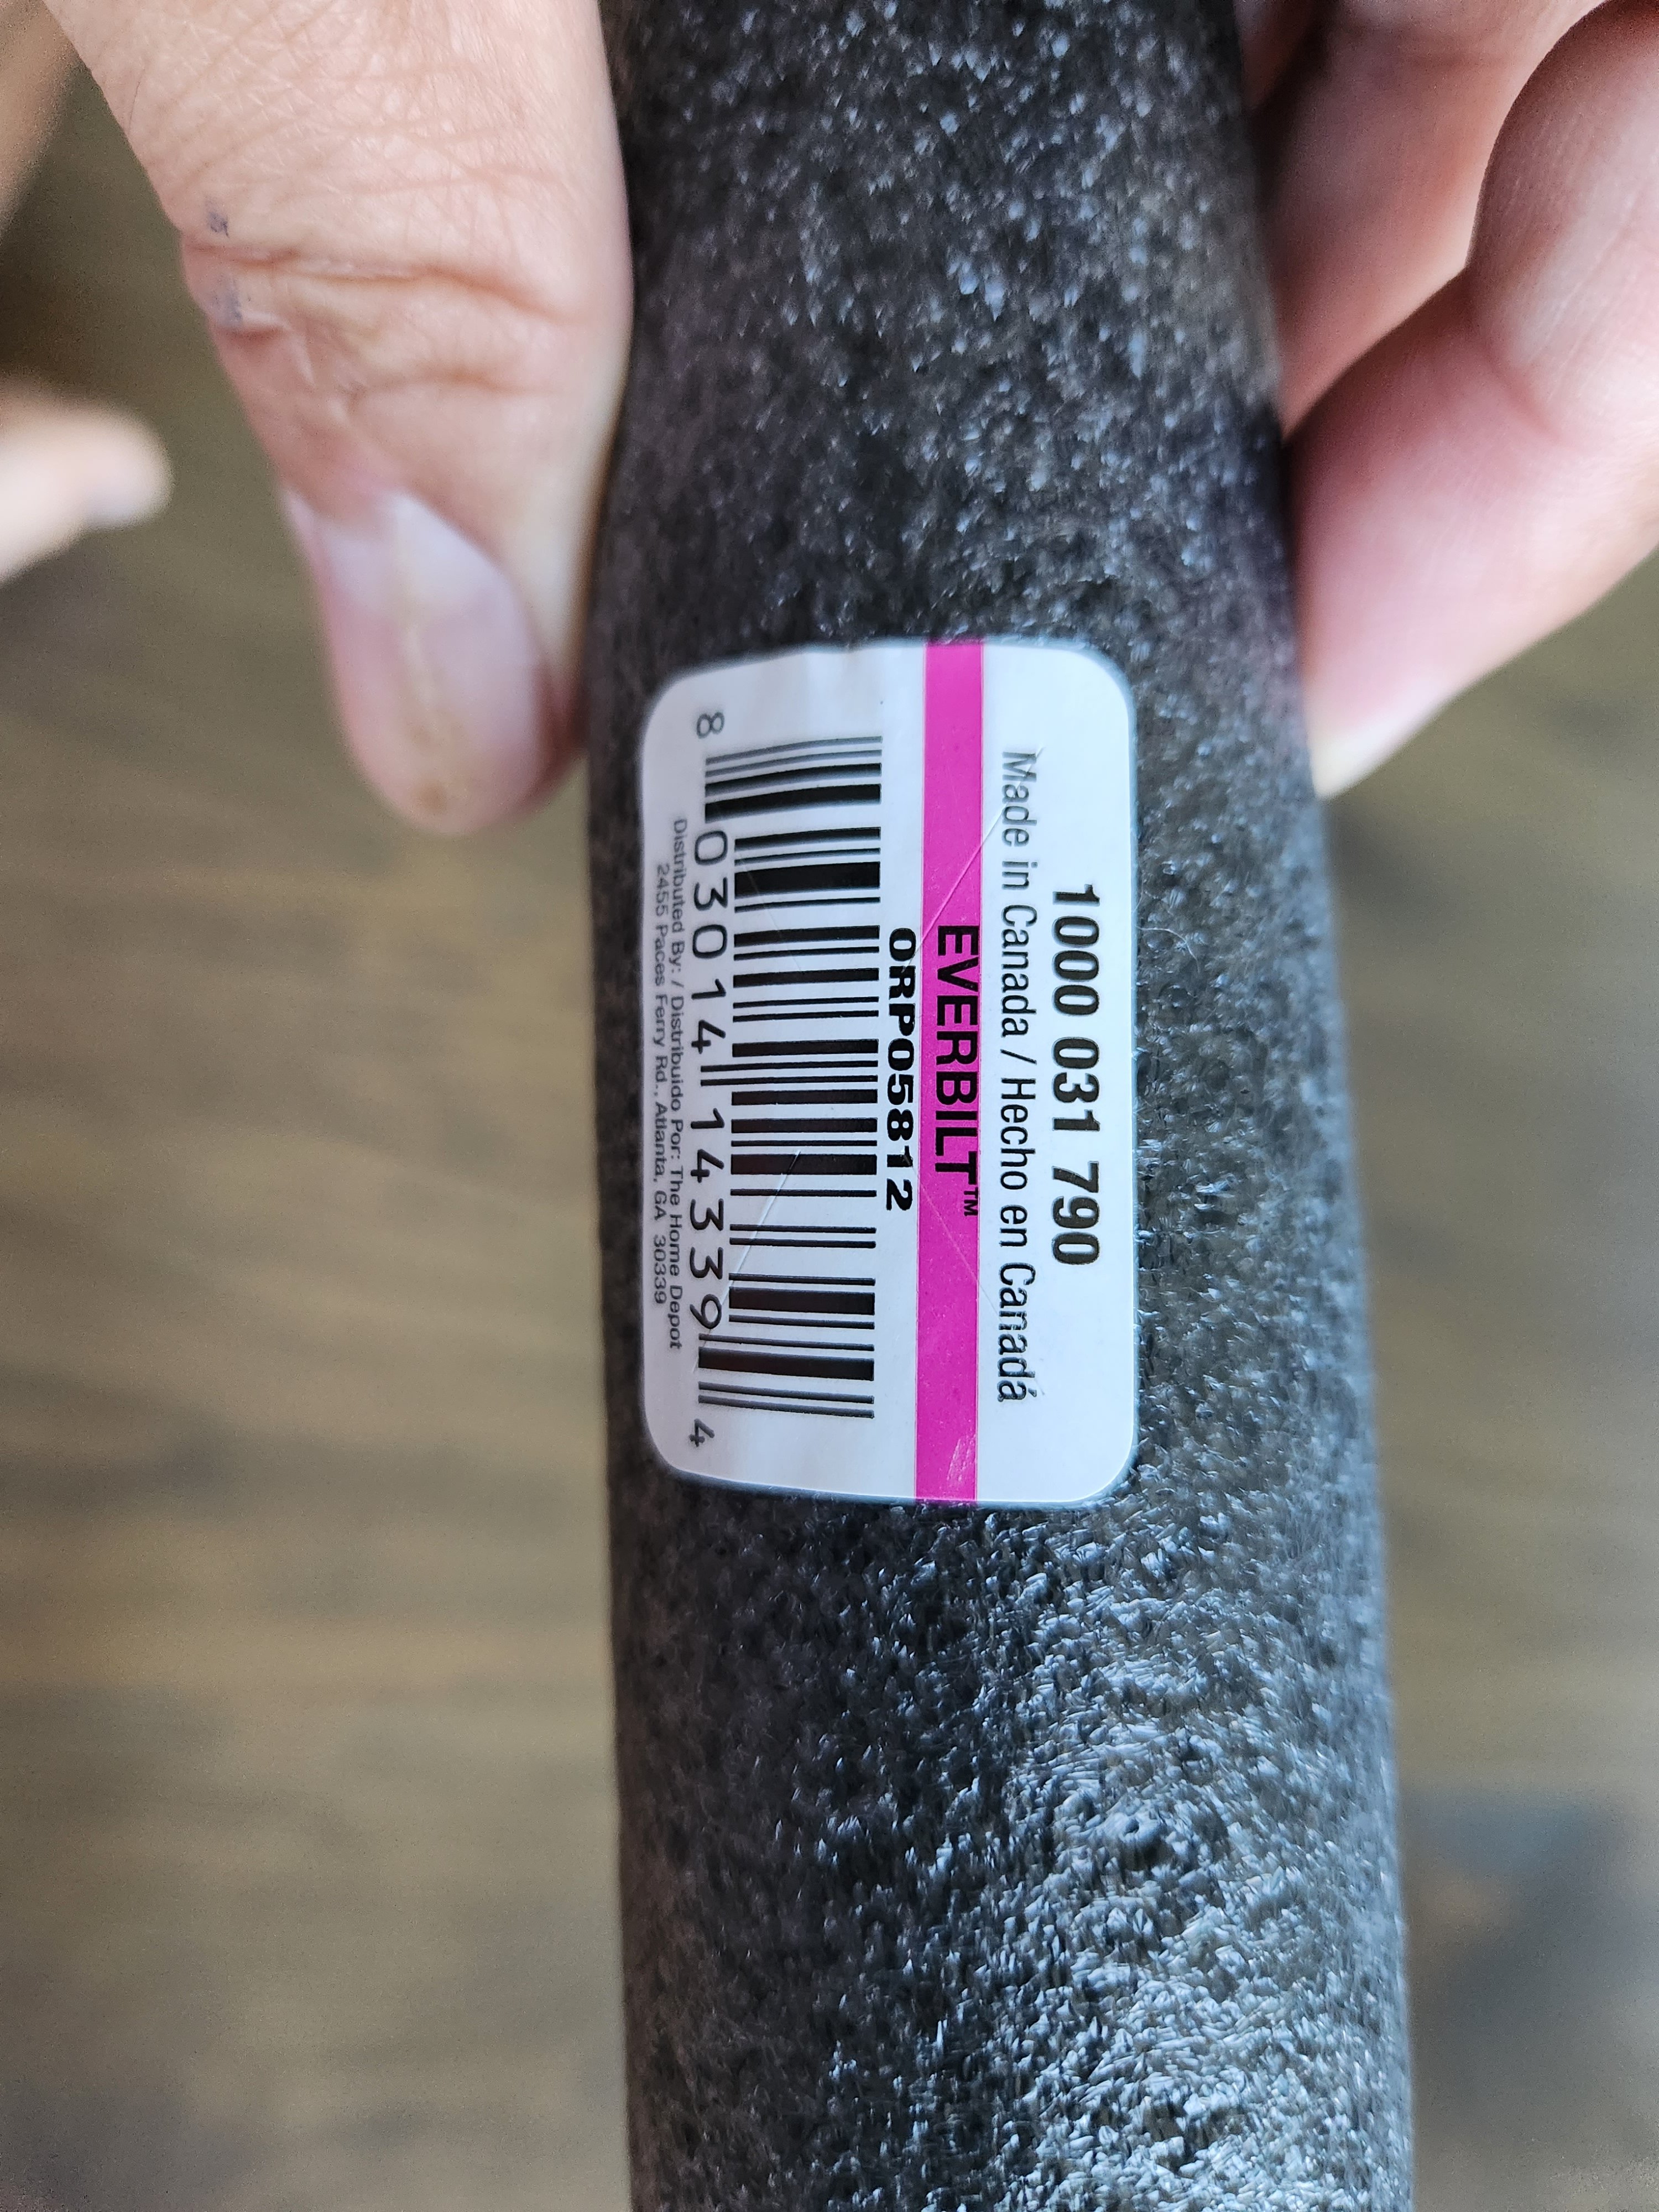 1000 031 790
Made in Canada / Hecho en Canadá
EVERBILT™
ORP05812
8 03014 14339 4
Distributed By: / Distribuido Por: The Home Depot
2455 Paces Ferry Rd., Atlanta, GA 30339